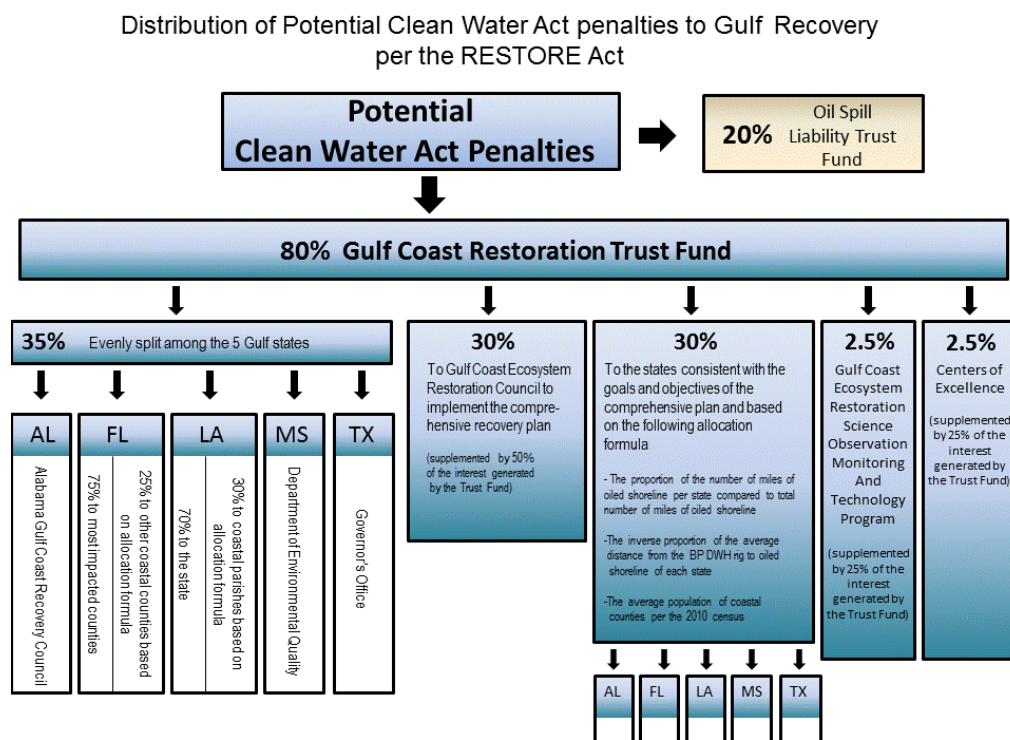 Distribution of Potential Clean Water Act penalties to Gulf Recovery
per the RESTORE Act
Potential
Clean Water Act Penalties
20%
Oil Spill
Liability Trust
Fund
80% Gulf Coast Restoration Trust Fund
35% Evenly split among the 5 Gulf states
AL
Alabama Gulf Coast Recovery Council
FL
75% to most impacted counties
25% to other coastal counties based
on allocation formula
LA
70% to the state
30% to coastal parishes based on
allocation formula
MS
Department of Environmental Quality
TX
Governor's Office
30%
To Gulf Coast Ecosystem
Restoration Council to
implement the compre-
hensive recovery plan
(supplemented by 50%
of the interest generated
by the Trust Fund)
30%
To the states consistent with the
goals and objectives of the
comprehensive plan and based
on the following allocation
formula
- The proportion of the number of miles of
oiled shoreline per state compared to total
number of miles of oiled shoreline
-The inverse proportion of the average
distance from the BP DWH rig to oiled
shoreline of each state
-The average population of coastal
counties per the 2010 census
AL
FL
LA
MS
TX
2.5%
Gulf Coast
Ecosystem
Restoration
Science
Observation
Monitoring
And
Technology
Program
(supplemented
by 25% of the
interest
generated by
the Trust Fund)
2.5%
Centers of
Excellence
(supplemented
by 25% of the
interest
generated by
the Trust Fund)